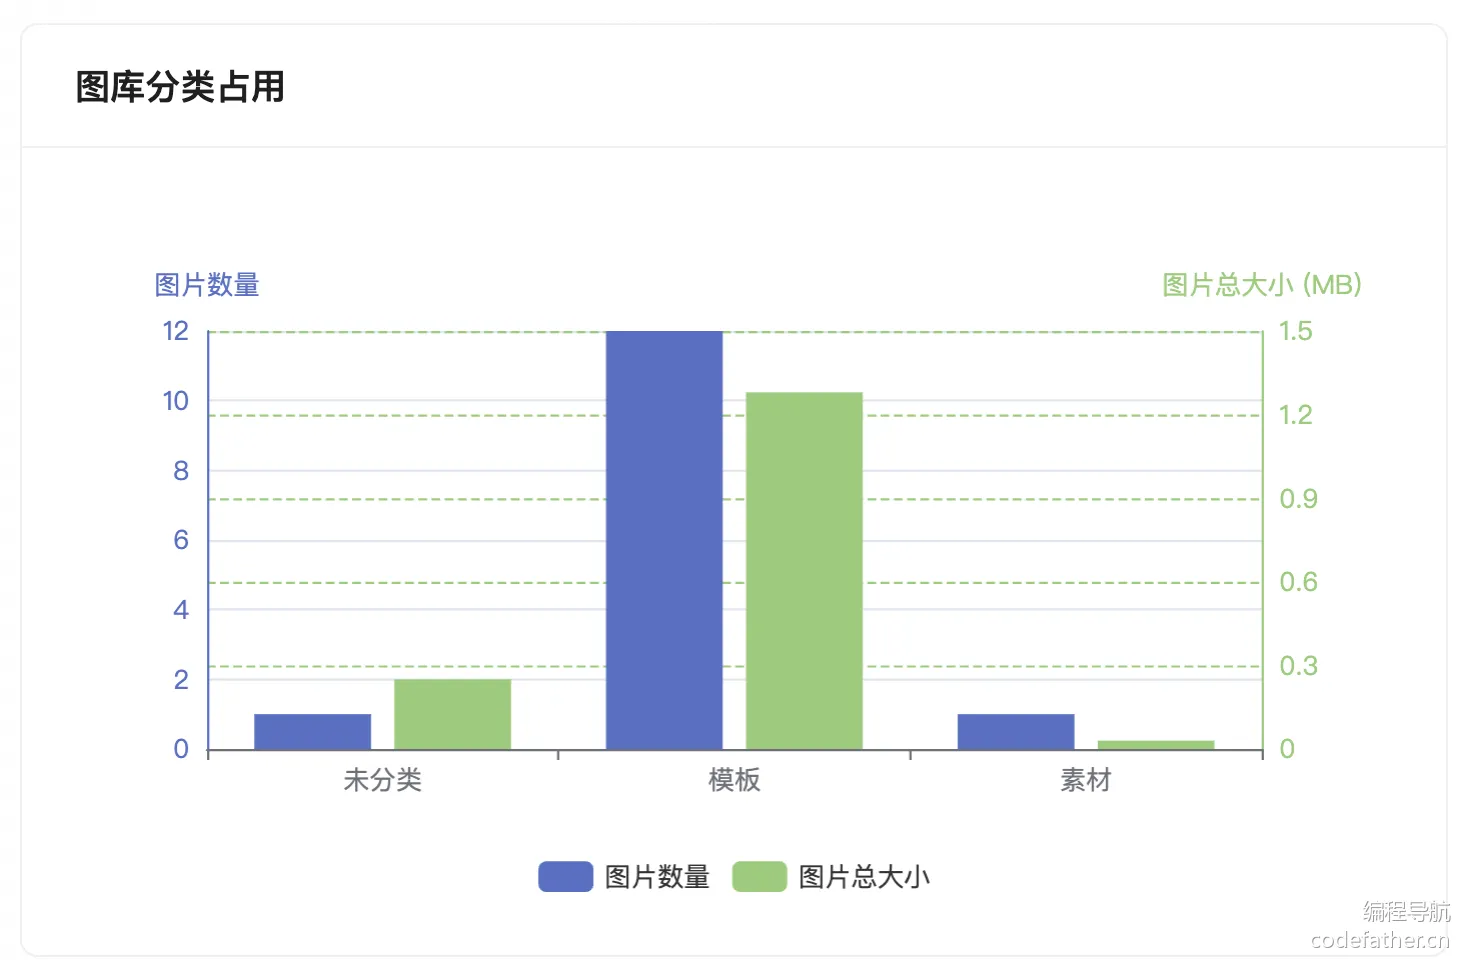 图库分类占用
图片数量
图片总大小 (MB)
12
1.5
10
1.2
8
0.9
6
0.6
4
0.3
2
0
0
未分类
模板
素材
图片数量
图片总大小
编程导航
codefather.cn